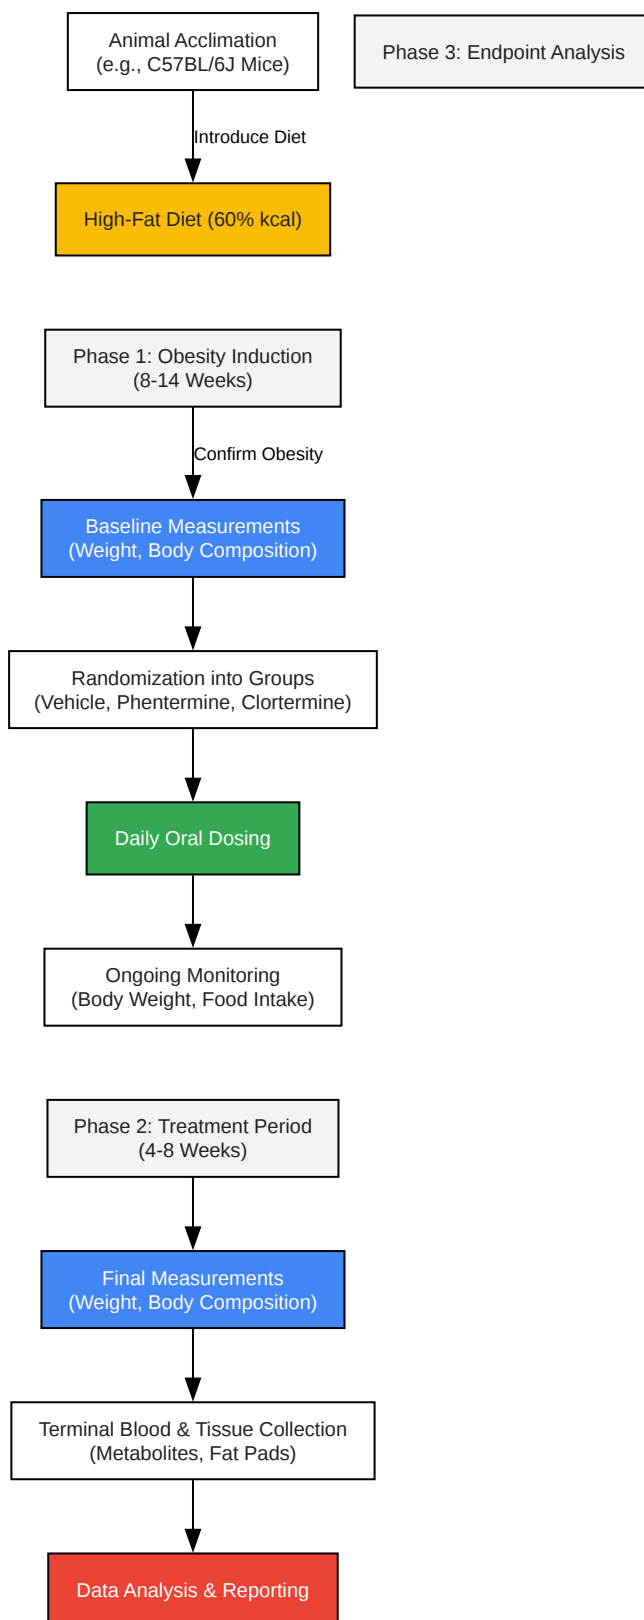 Animal Acclimation
(e.g., C57BL/6J Mice)
Phase 3: Endpoint Analysis
Introduce Diet
High-Fat Diet (60% kcal)
Phase 1: Obesity Induction
(8-14 Weeks)
Confirm Obesity
Baseline Measurements
(Weight, Body Composition)
Randomization into Groups
(Vehicle, Phentermine, Clortermine)
Daily Oral Dosing
Ongoing Monitoring
(Body Weight, Food Intake)
Phase 2: Treatment Period
(4-8 Weeks)
Final Measurements
(Weight, Body Composition)
Terminal Blood & Tissue Collection
(Metabolites, Fat Pads)
Data Analysis & Reporting